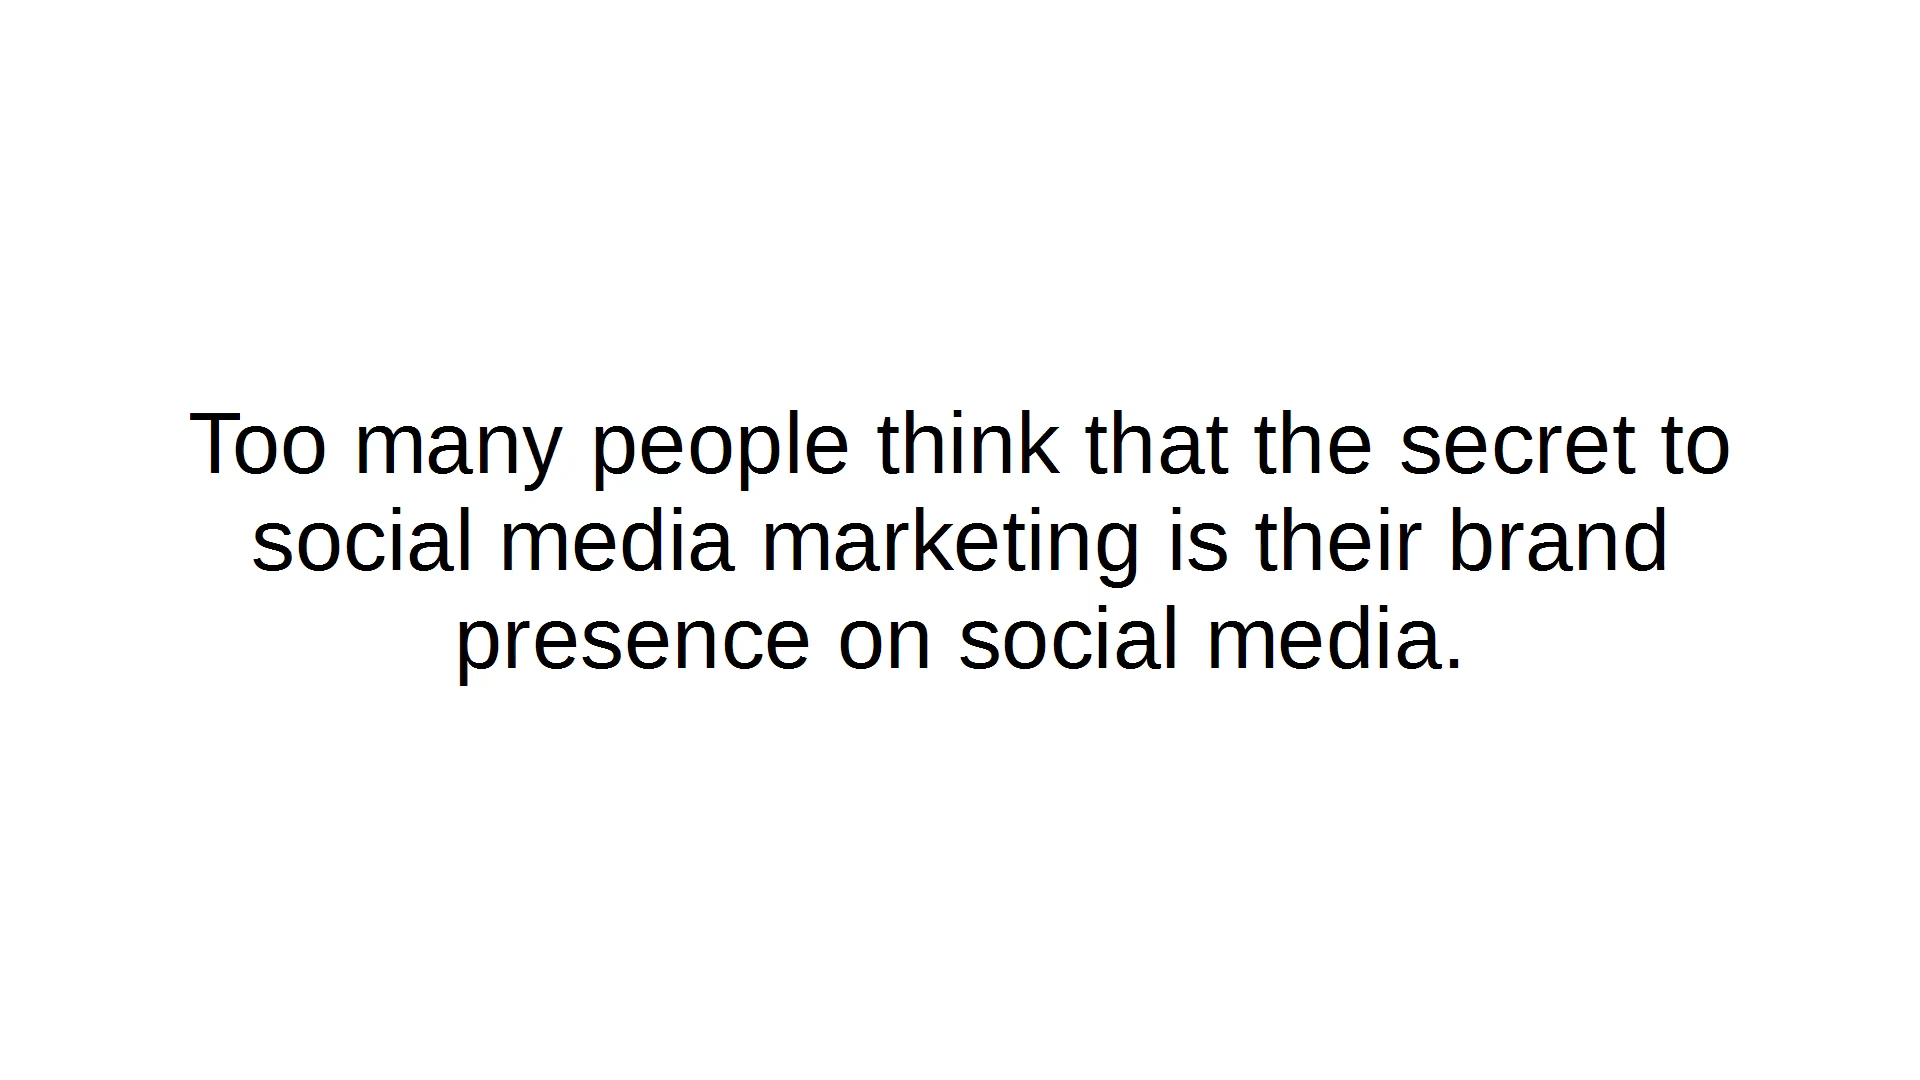 Too many people think that the secret to
social media marketing is their brand
presence on social media.